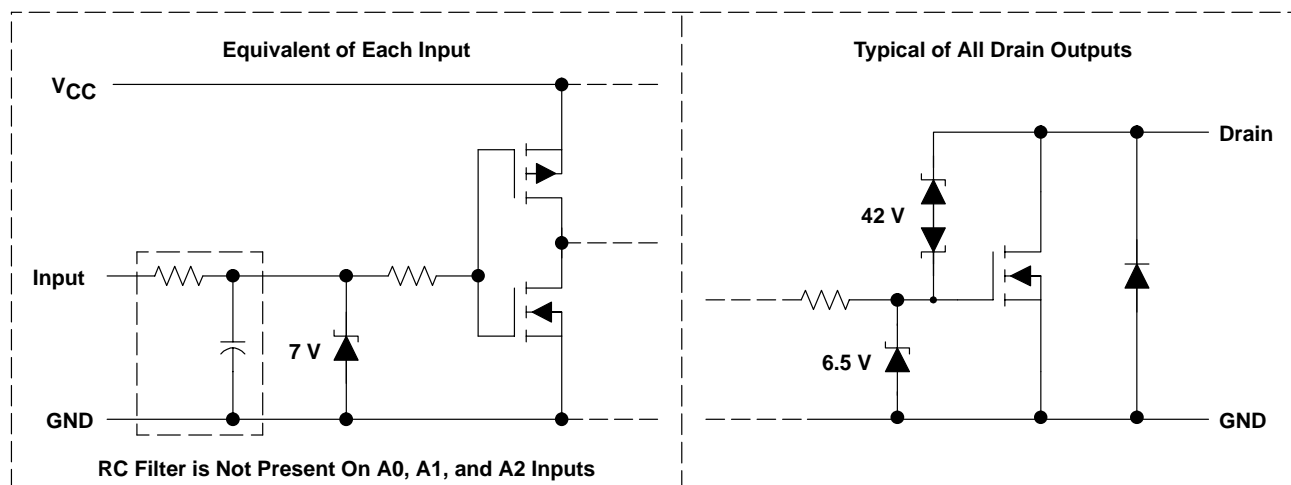 Equivalent of Each Input
VCC
Input
7 V
GND
RC Filter is Not Present On A0, A1, and A2 Inputs
Typical of All Drain Outputs
Drain
42 V
6.5 V
GND